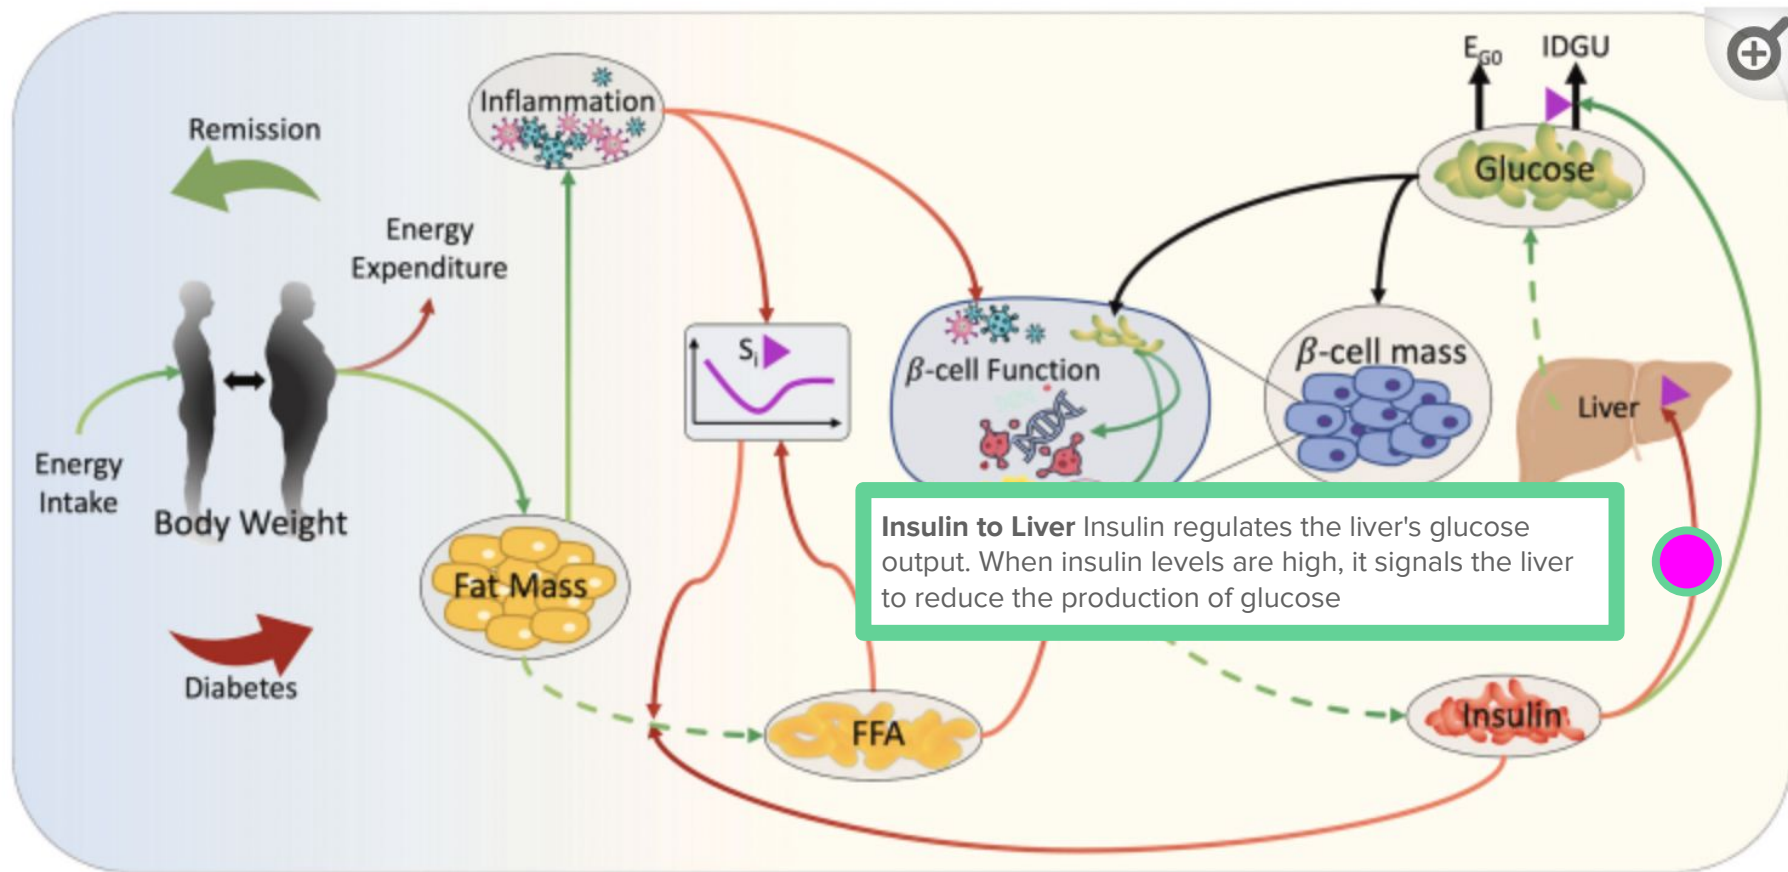 Remission
Energy
Expenditure
Energy
Intake
Body Weight
Diabetes
Inflammation
Fat Mass
Si
FFA
β-cell Function
β-cell mass
EG0 IDGU
Glucose
Liver
Insulin to Liver Insulin regulates the liver's glucose
output. When insulin levels are high, it signals the liver
to reduce the production of glucose
Insulin